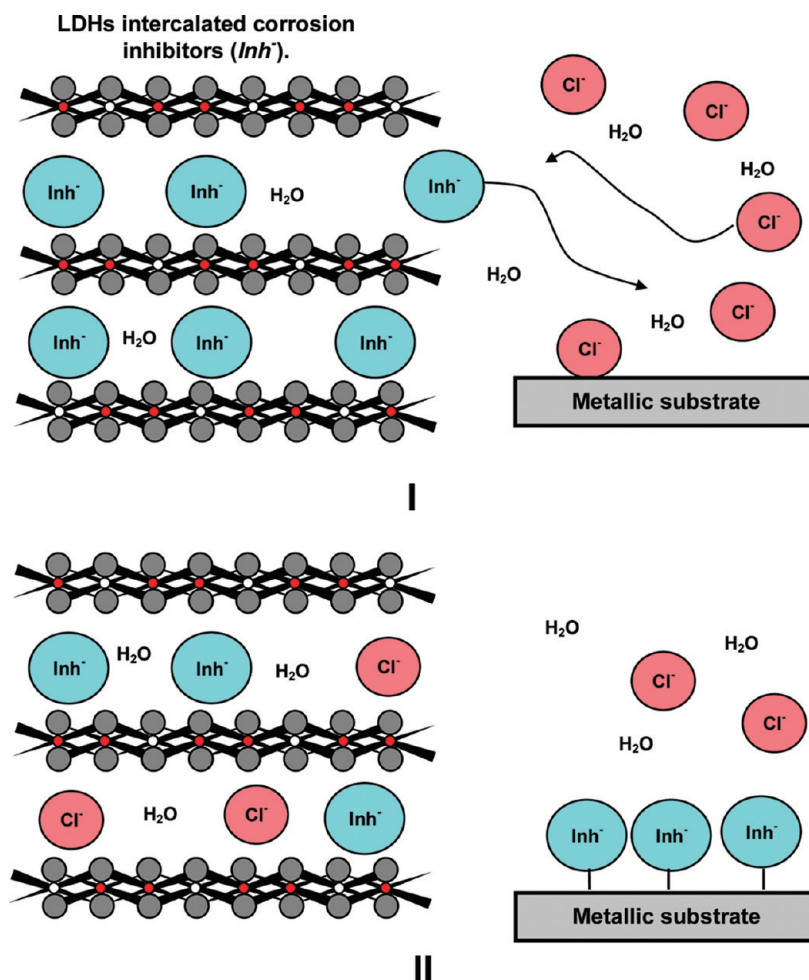 LDHs intercalated corrosion
inhibitors (Inh⁻).
Cl⁻
Cl⁻
H₂O
Inh⁻
Inh⁻
H₂O
Inh⁻
H₂O
Cl⁻
H₂O
Cl⁻
H₂O
Inh⁻
H₂O
Inh⁻
Inh⁻
Cl⁻
Metallic substrate
I
H₂O
H₂O
Inh⁻
H₂O
Inh⁻
H₂O
Cl⁻
Cl⁻
Cl⁻
H₂O
Cl⁻
H₂O
Cl⁻
Inh⁻
Inh⁻
Inh⁻
Inh⁻
Metallic substrate
II